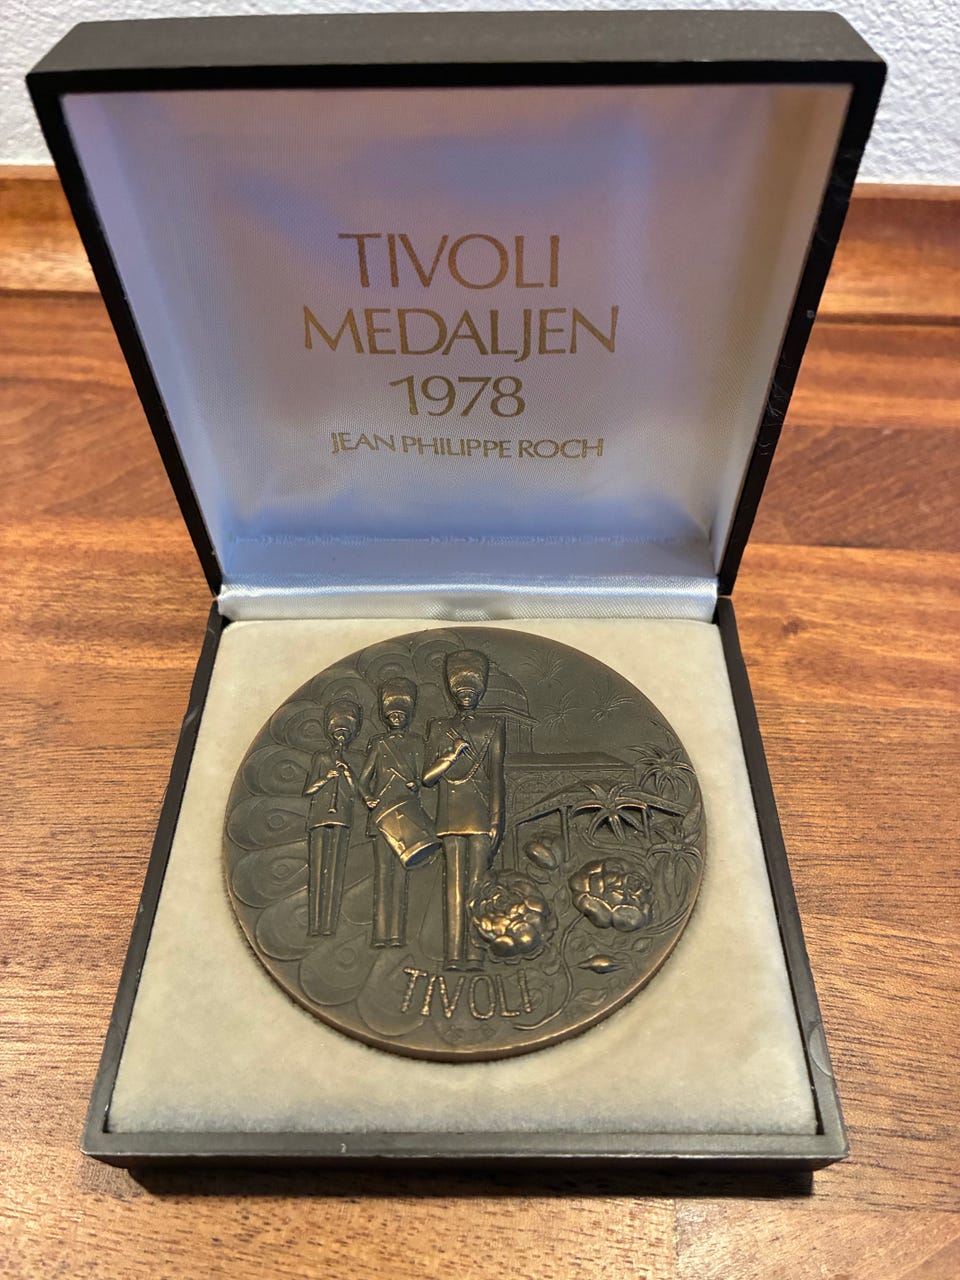 TIVOLI
MEDALJEN
1978
JEAN PHILIPPE ROCH
TIVOLI